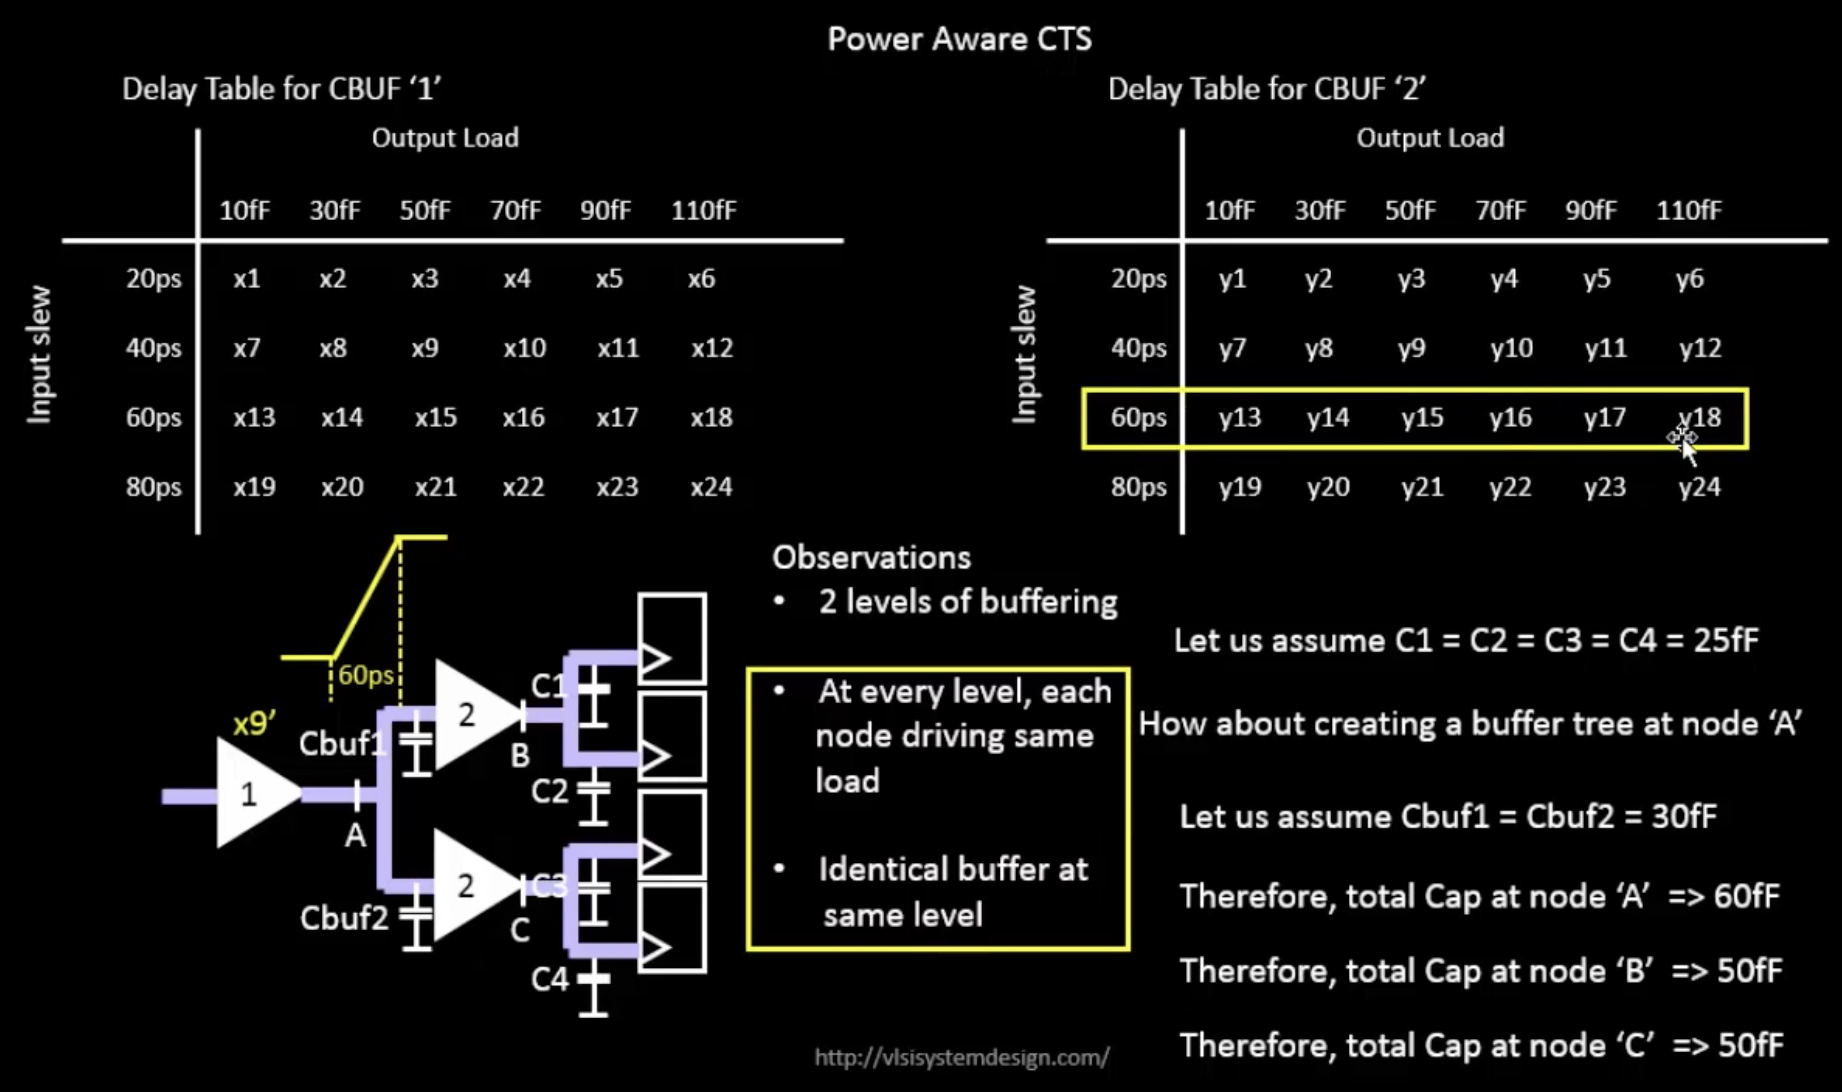 Power Aware CTS
Delay Table for CBUF ‘1’
Output Load
10fF 30fF 50fF 70fF 90fF 110fF
Input slew
20ps x1 x2 x3 x4 x5 x6
40ps x7 x8 x9 x10 x11 x12
60ps x13 x14 x15 x16 x17 x18
80ps x19 x20 x21 x22 x23 x24
Delay Table for CBUF ‘2’
Output Load
10fF 30fF 50fF 70fF 90fF 110fF
Input slew
20ps y1 y2 y3 y4 y5 y6
40ps y7 y8 y9 y10 y11 y12
60ps y13 y14 y15 y16 y17 y18
80ps y19 y20 y21 y22 y23 y24
60ps
x9’
1
A
Cbuf1
2
B
C1
C2
Cbuf2
2
C
C3
C4
Observations
• 2 levels of buffering
• At every level, each
node driving same
load
• Identical buffer at
same level
Let us assume C1 = C2 = C3 = C4 = 25fF
How about creating a buffer tree at node ‘A’
Let us assume Cbuf1 = Cbuf2 = 30fF
Therefore, total Cap at node ‘A’ => 60fF
Therefore, total Cap at node ‘B’ => 50fF
Therefore, total Cap at node ‘C’ => 50fF
http://vlsisystemdesign.com/